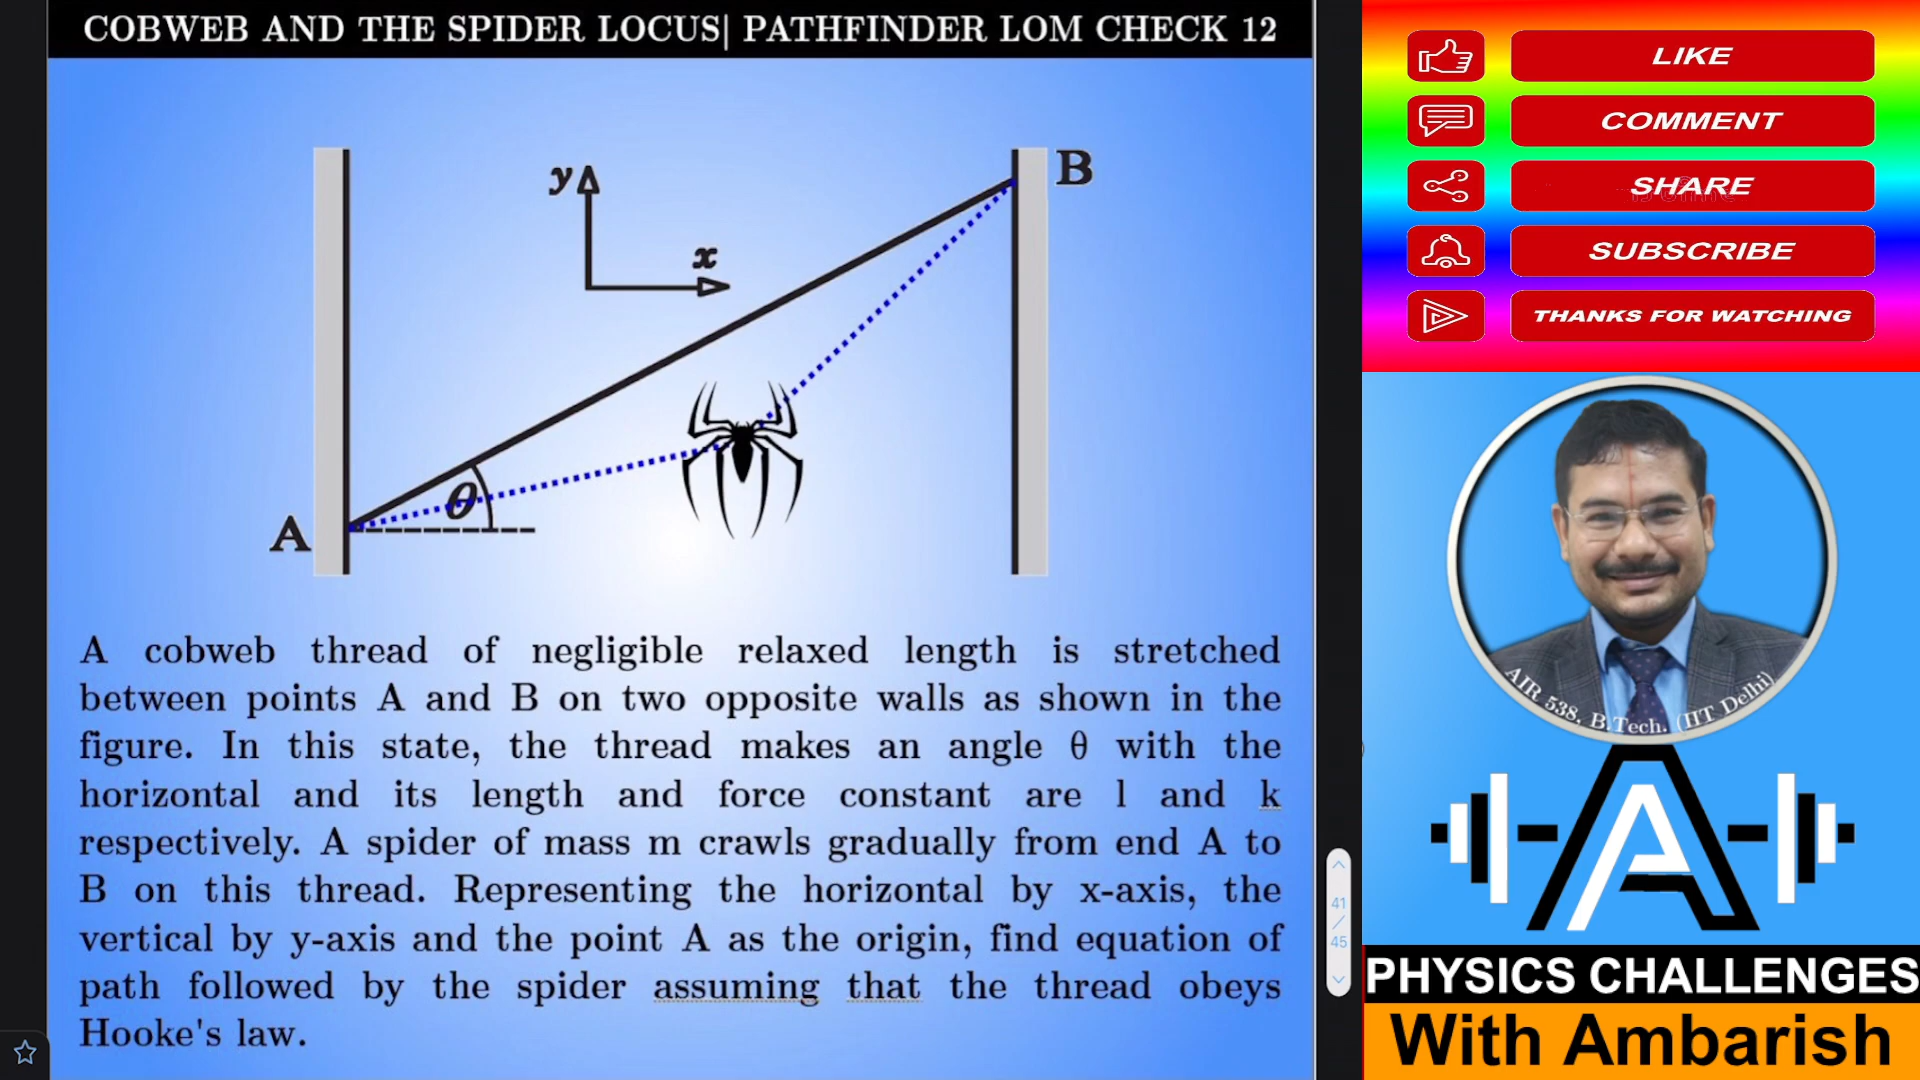 COBWEB AND THE SPIDER LOCUS| PATHFINDER LOM CHECK 12
y
x
B
θ
A
A cobweb thread of negligible relaxed length is stretched
between points A and B on two opposite walls as shown in the
figure. In this state, the thread makes an angle θ with the
horizontal and its length and force constant are l and k
respectively. A spider of mass m crawls gradually from end A to
B on this thread. Representing the horizontal by x-axis, the
vertical by y-axis and the point A as the origin, find equation of
path followed by the spider assuming that the thread obeys
Hooke's law.
41
/
45
LIKE
COMMENT
SHARE
SUBSCRIBE
THANKS FOR WATCHING
AIR 538, B.Tech. (IIT Delhi)
A
PHYSICS CHALLENGES
With Ambarish